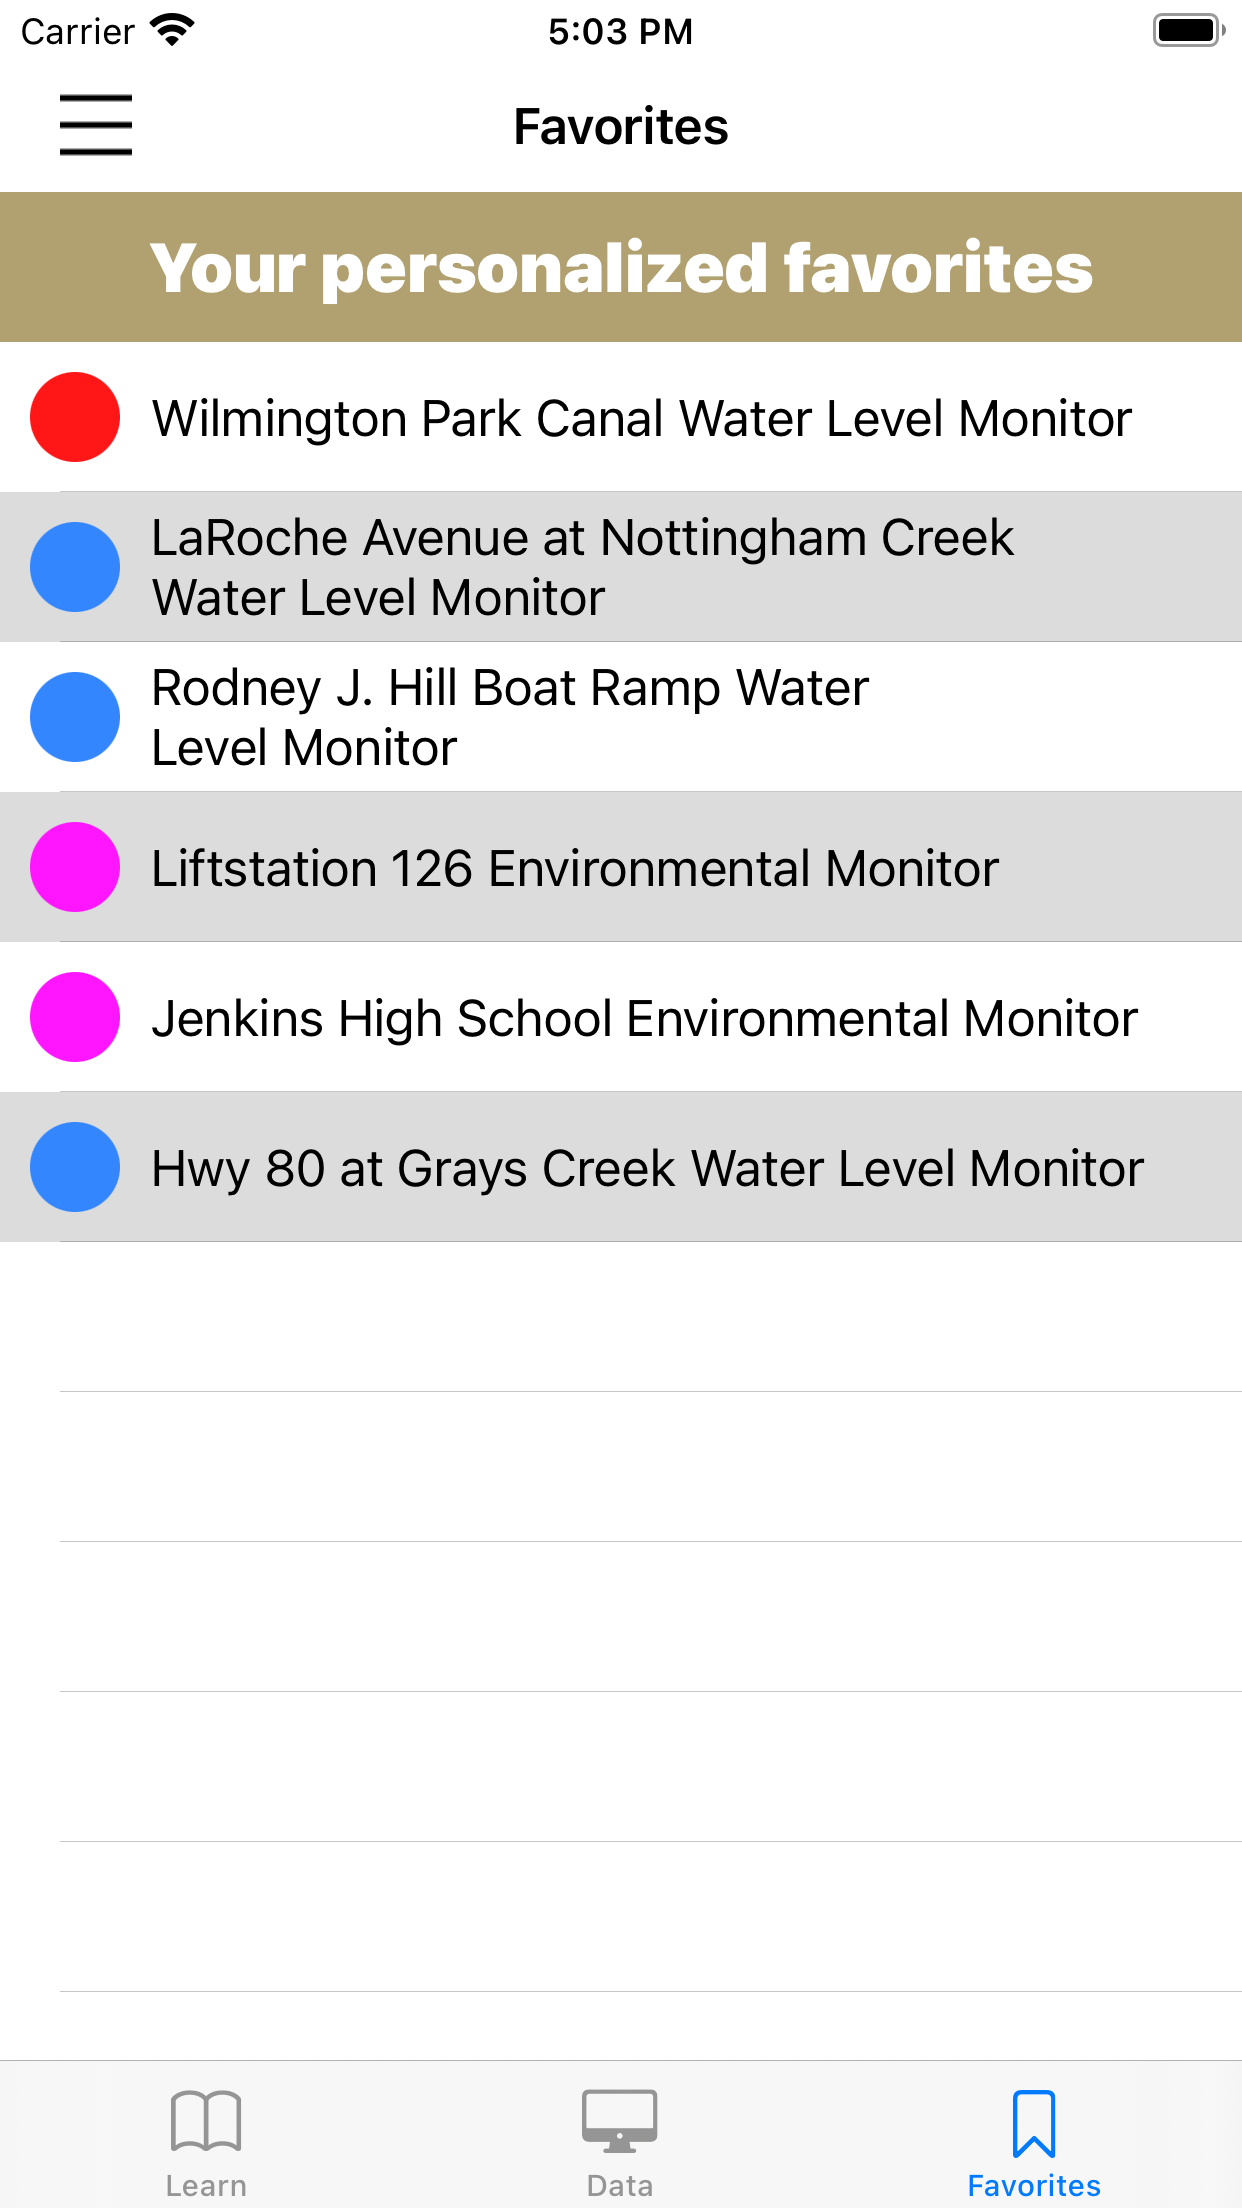 Carrier
5:03 PM
Favorites
Your personalized favorites
Wilmington Park Canal Water Level Monitor
LaRoche Avenue at Nottingham Creek
Water Level Monitor
Rodney J. Hill Boat Ramp Water
Level Monitor
Liftstation 126 Environmental Monitor
Jenkins High School Environmental Monitor
Hwy 80 at Grays Creek Water Level Monitor
Learn
Data
Favorites